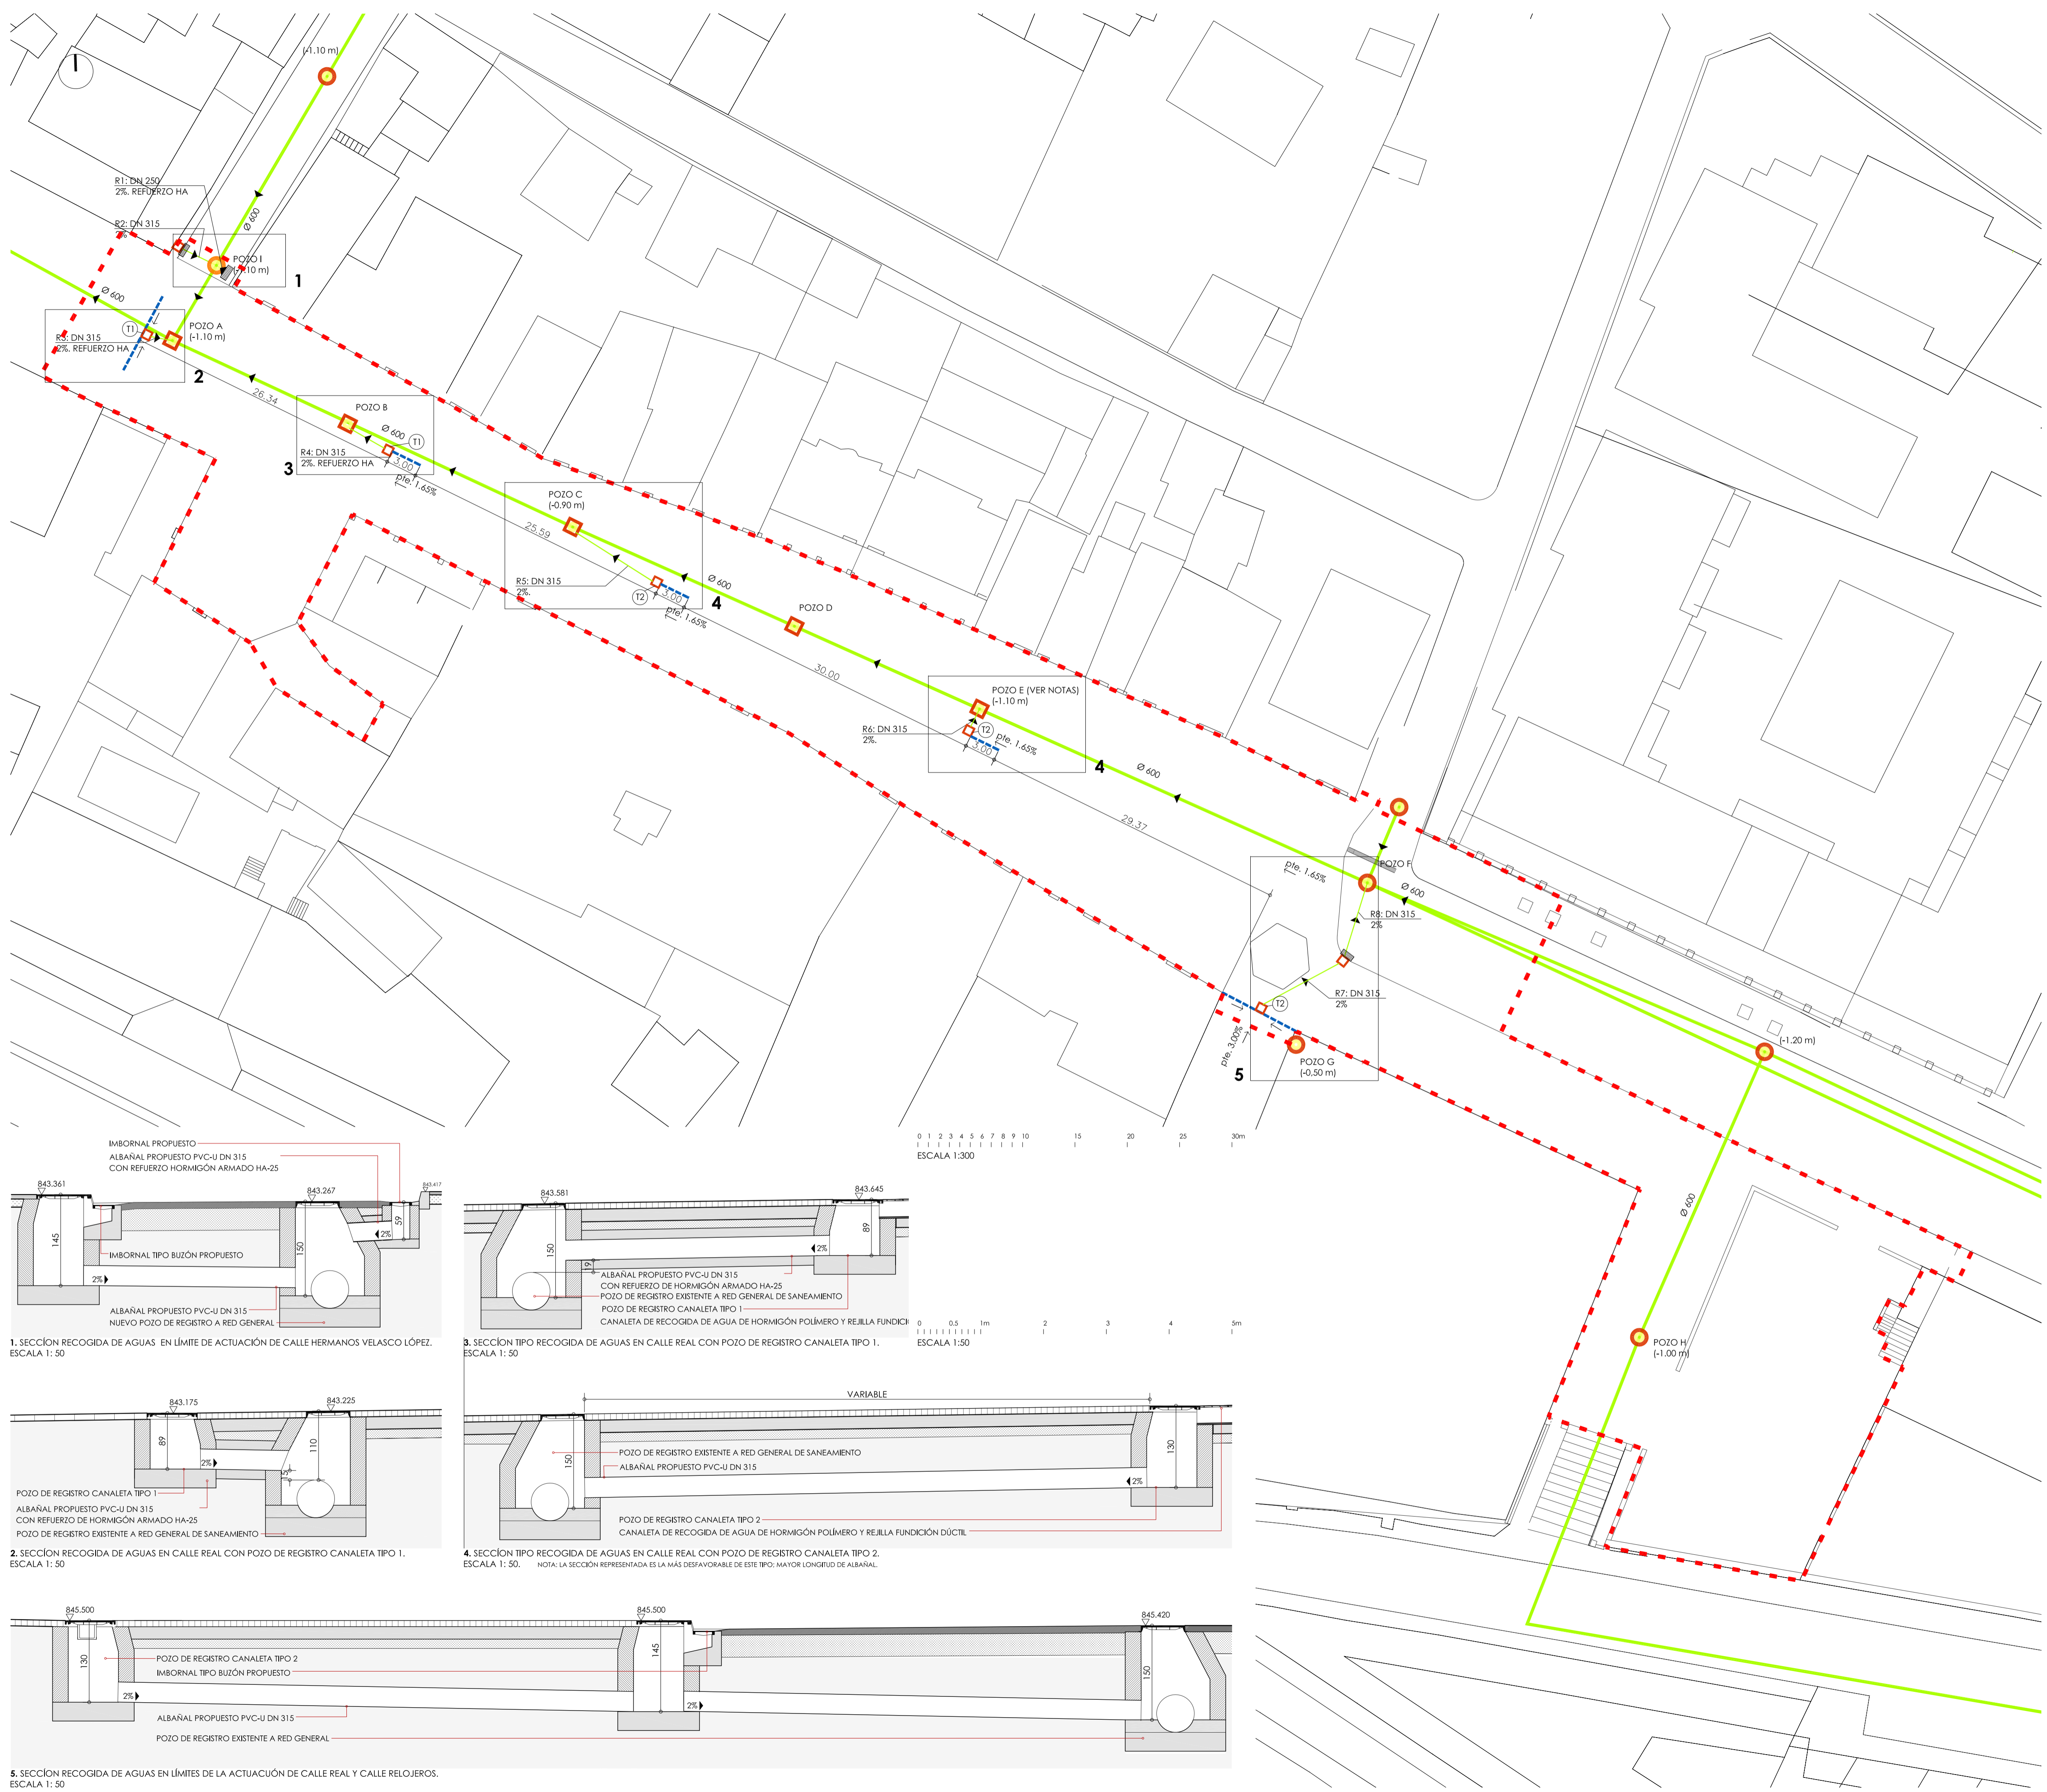 (-1.10 m)
R1: DN 250
2%. REFUERZO HA
R2: DN 315
2%
Ø 600
POZO I
(-1.10 m)
1
Ø 600
T1
R3: DN 315
2%. REFUERZO HA
POZO A
(-1.10 m)
2
26.34
POZO B
Ø 600
T1
R4: DN 315
2%. REFUERZO HA
3.00
3
pte. 1.65%
POZO C
(-0.90 m)
25.59
Ø 600
R5: DN 315
2%.
T2
3.00
4
pte. 1.65%
POZO D
30.00
POZO E (VER NOTAS)
(-1.10 m)
R6: DN 315
2%.
T2
3.00
pte. 1.65%
4
Ø 600
29.37
POZO F
pte. 1.65%
Ø 600
R8: DN 315
2%
R7: DN 315
2%
T2
pte. 3.00%
POZO G
(-0.50 m)
5
(-1.20 m)
Ø 600
POZO H
(-1.00 m)
0 1 2 3 4 5 6 7 8 9 10 15 20 25 30m
ESCALA 1:300
IMBORNAL PROPUESTO
ALBAÑAL PROPUESTO PVC-U DN 315
CON REFUERZO HORMIGÓN ARMADO HA-25
843.361
843.267
843.417
145
150
59
2%
2%
IMBORNAL TIPO BUZÓN PROPUESTO
ALBAÑAL PROPUESTO PVC-U DN 315
NUEVO POZO DE REGISTRO A RED GENERAL
1. SECCÍON RECOGIDA DE AGUAS EN LÍMITE DE ACTUACIÓN DE CALLE HERMANOS VELASCO LÓPEZ.
ESCALA 1: 50
843.581
843.645
150
89
2%
19
ALBAÑAL PROPUESTO PVC-U DN 315
CON REFUERZO DE HORMIGÓN ARMADO HA-25
POZO DE REGISTRO EXISTENTE A RED GENERAL DE SANEAMIENTO
POZO DE REGISTRO CANALETA TIPO 1
CANALETA DE RECOGIDA DE AGUA DE HORMIGÓN POLÍMERO Y REJILLA FUNDICI
3. SECCÍON TIPO RECOGIDA DE AGUAS EN CALLE REAL CON POZO DE REGISTRO CANALETA TIPO 1.
ESCALA 1: 50
0 0.5 1m 2 3 4 5m
ESCALA 1:50
843.175
843.225
89
110
2%
15
POZO DE REGISTRO CANALETA TIPO 1
ALBAÑAL PROPUESTO PVC-U DN 315
CON REFUERZO DE HORMIGÓN ARMADO HA-25
POZO DE REGISTRO EXISTENTE A RED GENERAL DE SANEAMIENTO
2. SECCÍON RECOGIDA DE AGUAS EN CALLE REAL CON POZO DE REGISTRO CANALETA TIPO 1.
ESCALA 1: 50
VARIABLE
150
130
2%
POZO DE REGISTRO EXISTENTE A RED GENERAL DE SANEAMIENTO
ALBAÑAL PROPUESTO PVC-U DN 315
POZO DE REGISTRO CANALETA TIPO 2
CANALETA DE RECOGIDA DE AGUA DE HORMIGÓN POLÍMERO Y REJILLA FUNDICIÓN DÚCTIL
4. SECCÍON TIPO RECOGIDA DE AGUAS EN CALLE REAL CON POZO DE REGISTRO CANALETA TIPO 2.
ESCALA 1: 50. NOTA: LA SECCIÓN REPRESENTADA ES LA MÁS DESFAVORABLE DE ESTE TIPO; MAYOR LONGITUD DE ALBAÑAL.
845.500
845.500
845.420
130
145
150
2%
2%
POZO DE REGISTRO CANALETA TIPO 2
IMBORNAL TIPO BUZÓN PROPUESTO
ALBAÑAL PROPUESTO PVC-U DN 315
POZO DE REGISTRO EXISTENTE A RED GENERAL
5. SECCÍON RECOGIDA DE AGUAS EN LÍMITES DE LA ACTUACUÓN DE CALLE REAL Y CALLE RELOJEROS.
ESCALA 1: 50